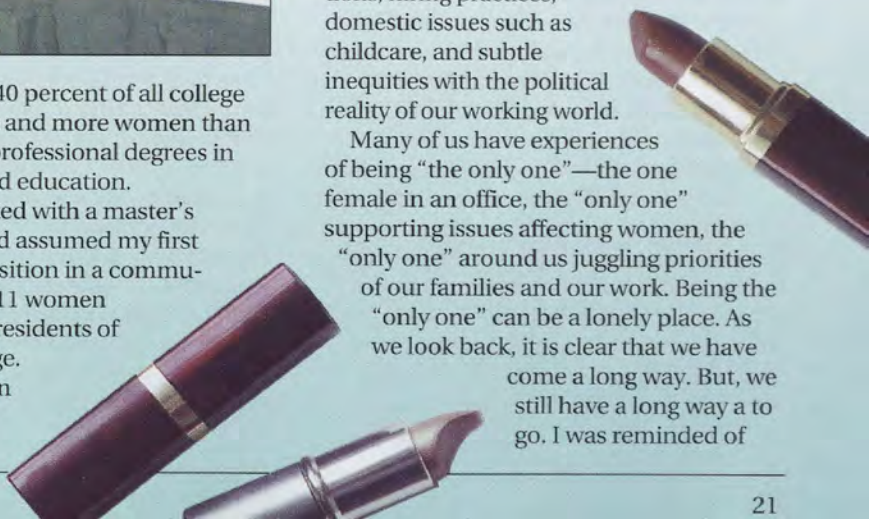 40 percent of all college
and more women than
professional degrees in
education.
with a master's
assumed my first
in a commu-
11 women
of
domestic issues such as
childcare, and subtle
inequities with the political
reality of our working world.
Many of us have experiences
of being “the only one”—the one
female in an office, the “only one”
supporting issues affecting women, the
“only one” around us juggling priorities
of our families and our work. Being the
“only one” can be a lonely place. As
we look back, it is clear that we have
come a long way. But, we
still have a long way a to
go. I was reminded of
21